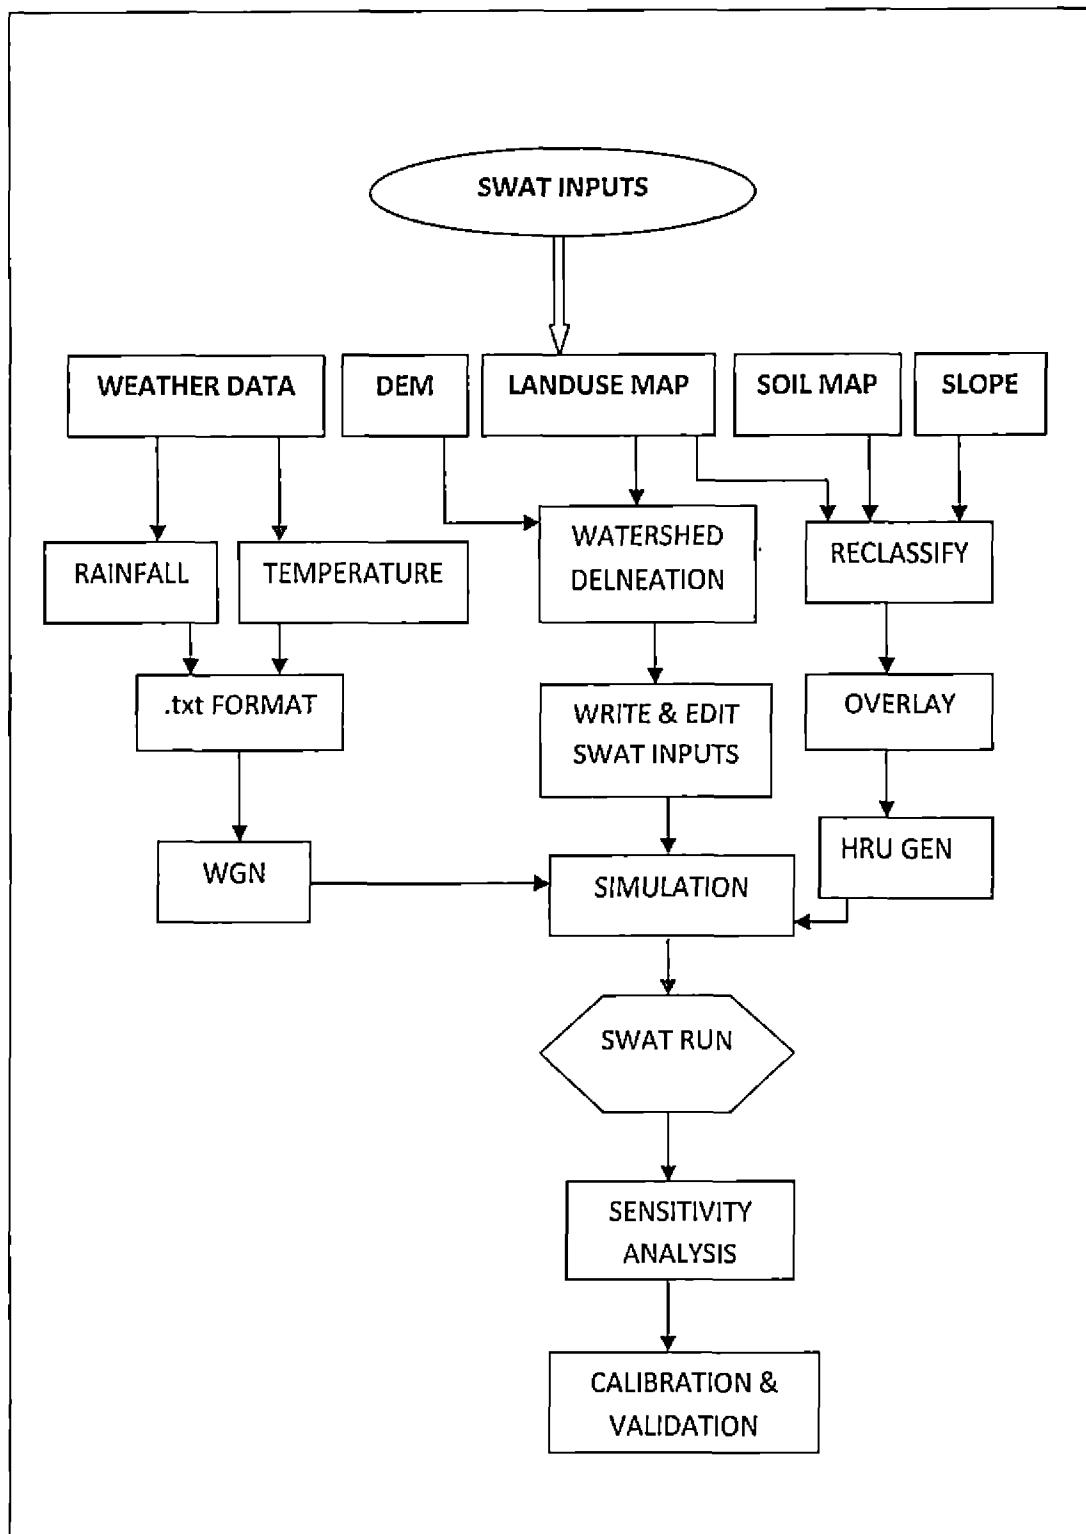 SWAT INPUTS
WEATHER DATA
DEM
LANDUSE MAP
SOIL MAP
SLOPE
RAINFALL
TEMPERATURE
WATERSHED
DELNEATION
RECLASSIFY
.txt FORMAT
WRITE & EDIT
SWAT INPUTS
OVERLAY
WGN
SIMULATION
HRU GEN
SWAT RUN
SENSITIVITY
ANALYSIS
CALIBRATION &
VALIDATION